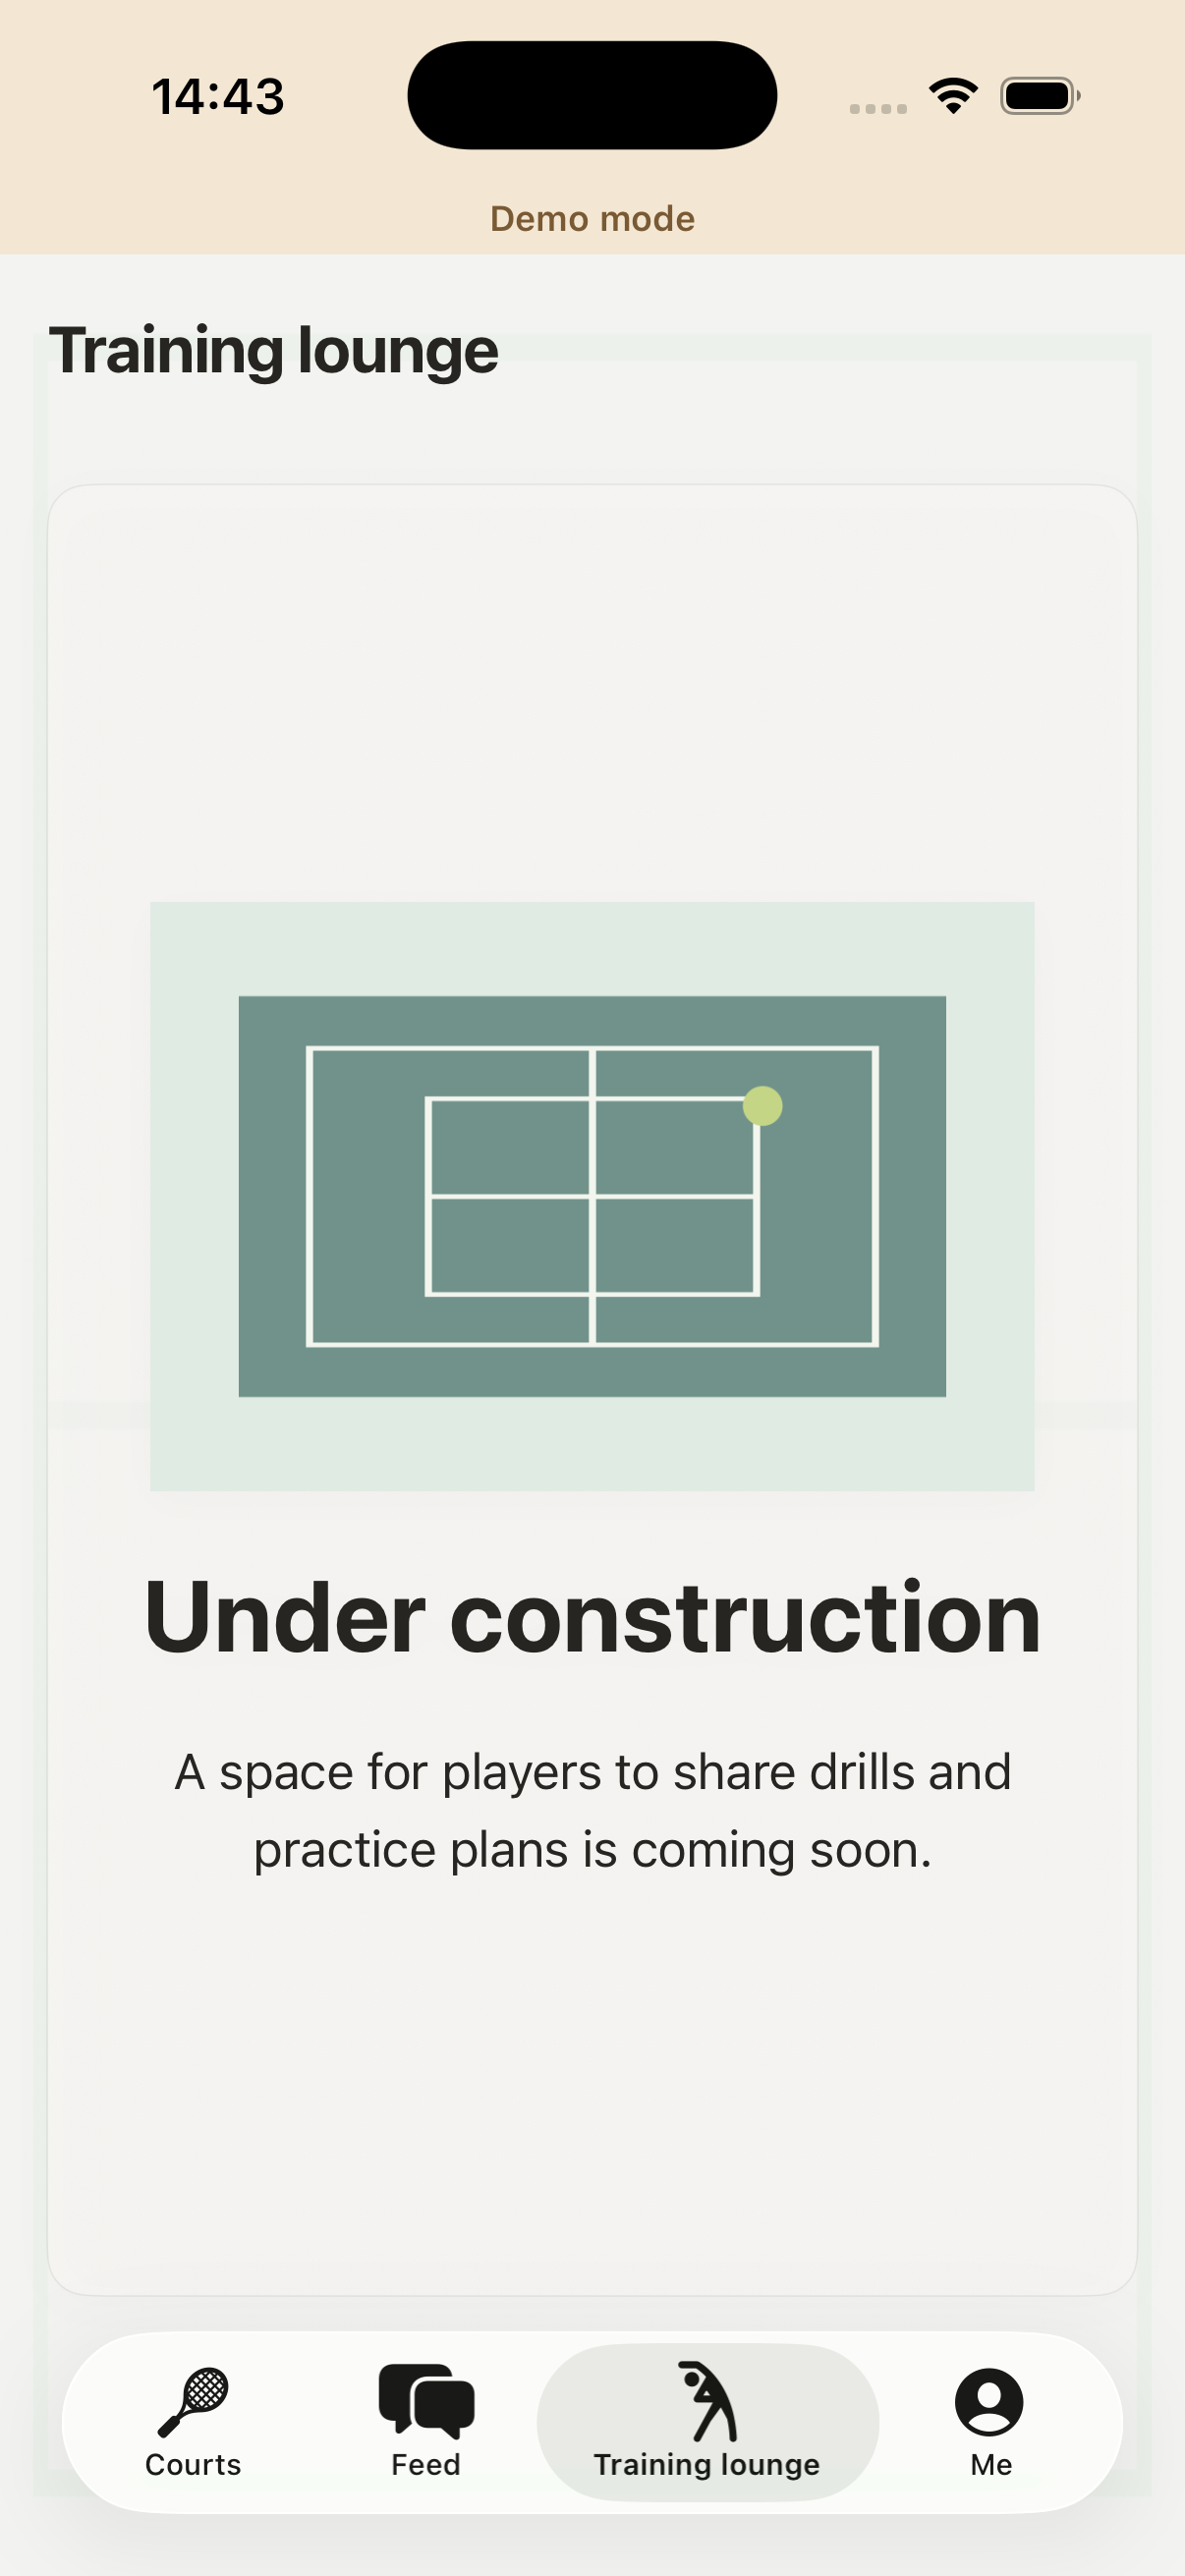 14:43
Demo mode
Training lounge
Under construction
A space for players to share drills and
practice plans is coming soon.
Courts
Feed
Training lounge
Me